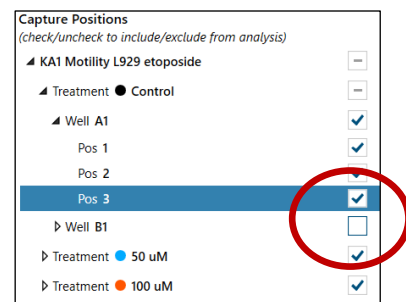 Capture Positions
(check/uncheck to include/exclude from analysis)
KA1 Motility L929 etoposide
Treatment Control
Well A1
Pos 1
Pos 2
Pos 3
Well B1
Treatment 50 uM
Treatment 100 uM